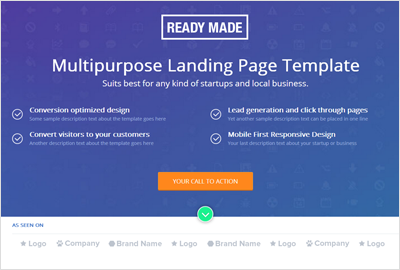 READY MADE
Multipurpose Landing Page Template
Suits best for any kind of startups and local business.
Conversion optimized design
Some sample description text about the template goes here
Lead generation and click through pages
Yet another sample description text can be placed in one line
Convert visitors to your customers
Another description text about the template goes here
Mobile First Responsive Design
Your last description text about your startup or business
YOUR CALL TO ACTION
AS SEEN ON
Logo Company Brand Name Logo Brand Name Company Logo